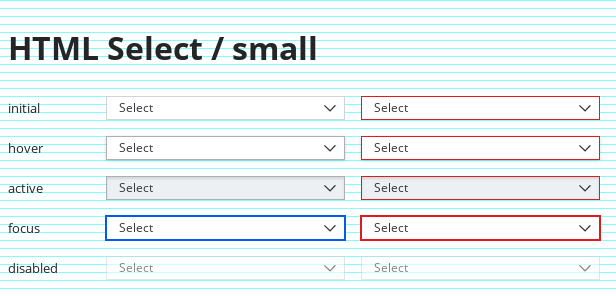 HTML Select / small
initial Select Select
hover Select Select
active Select Select
focus Select Select
disabled Select Select